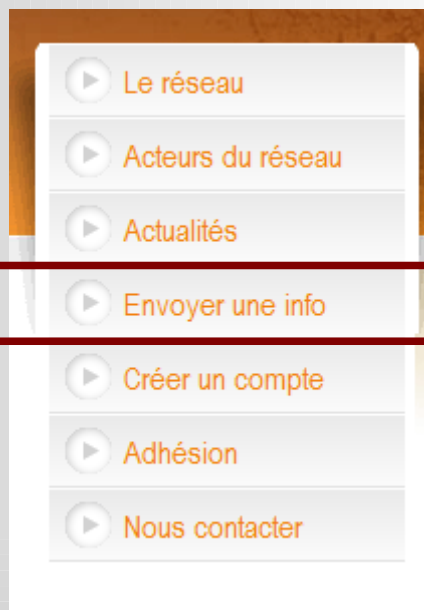 Le réseau
Acteurs du réseau
Actualités
Envoyer une info
Créer un compte
Adhésion
Nous contacter